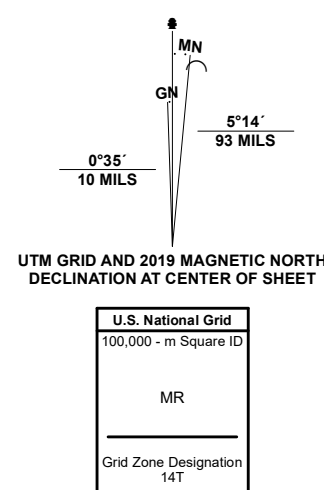 MN
GN
5°14´
93 MILS
0°35´
10 MILS
UTM GRID AND 2019 MAGNETIC NORTH
DECLINATION AT CENTER OF SHEET
U.S. National Grid
100,000 - m Square ID
MR
Grid Zone Designation
14T